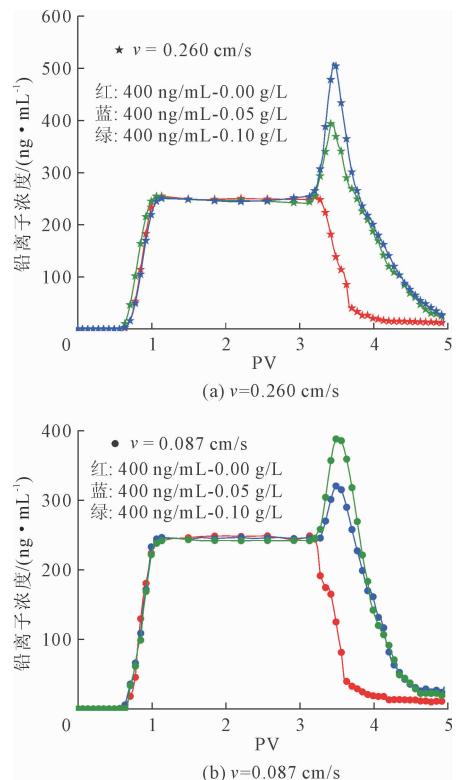 600
★ v = 0.260 cm/s
500
红: 400 ng/mL-0.00 g/L
蓝: 400 ng/mL-0.05 g/L
绿: 400 ng/mL-0.10 g/L
400
300
200
100
铅离子浓度/(ng•mL⁻¹)
0 1 2 3 4 5
PV
(a) v=0.260 cm/s
400
● v = 0.087 cm/s
红: 400 ng/mL-0.00 g/L
蓝: 400 ng/mL-0.05 g/L
绿: 400 ng/mL-0.10 g/L
300
200
100
铅离子浓度/(ng•mL⁻¹)
0 1 2 3 4 5
PV
(b) v=0.087 cm/s